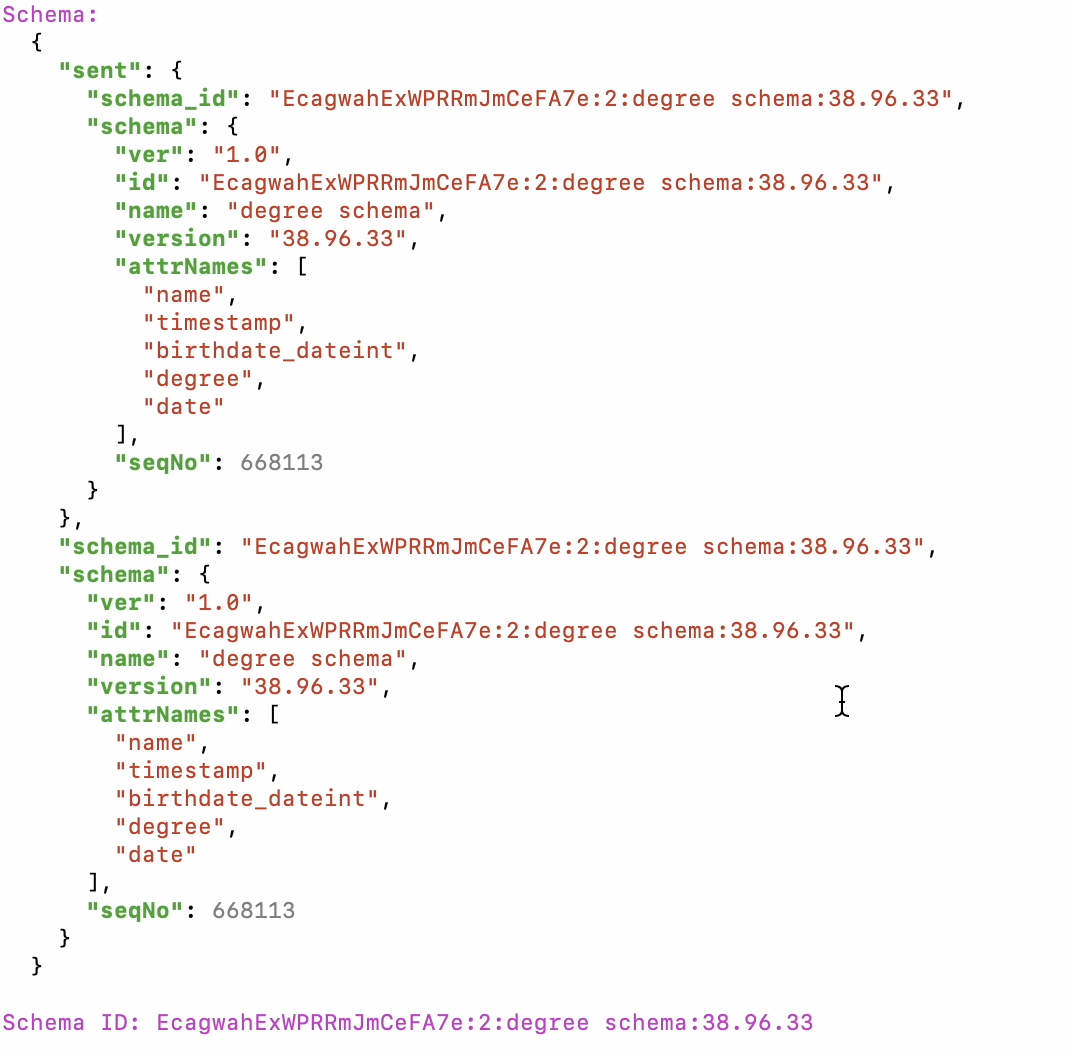 Schema:
  {
    "sent": {
      "schema_id": "EcagwahExWPRRmJmCeFA7e:2:degree schema:38.96.33",
      "schema": {
        "ver": "1.0",
        "id": "EcagwahExWPRRmJmCeFA7e:2:degree schema:38.96.33",
        "name": "degree schema",
        "version": "38.96.33",
        "attrNames": [
          "name",
          "timestamp",
          "birthdate_dateint",
          "degree",
          "date"
        ],
        "seqNo": 668113
      }
    },
    "schema_id": "EcagwahExWPRRmJmCeFA7e:2:degree schema:38.96.33",
    "schema": {
      "ver": "1.0",
      "id": "EcagwahExWPRRmJmCeFA7e:2:degree schema:38.96.33",
      "name": "degree schema",
      "version": "38.96.33",
      "attrNames": [
        "name",
        "timestamp",
        "birthdate_dateint",
        "degree",
        "date"
      ],
      "seqNo": 668113
    }
  }

Schema ID: EcagwahExWPRRmJmCeFA7e:2:degree schema:38.96.33